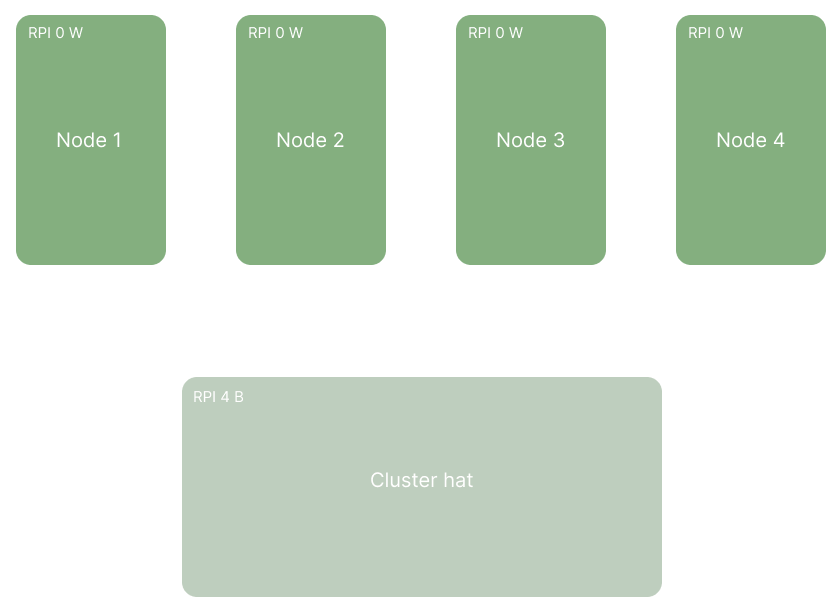 RPI 0 W
Node 1
RPI 0 W
Node 2
RPI 0 W
Node 3
RPI 0 W
Node 4
RPI 4 B
Cluster hat